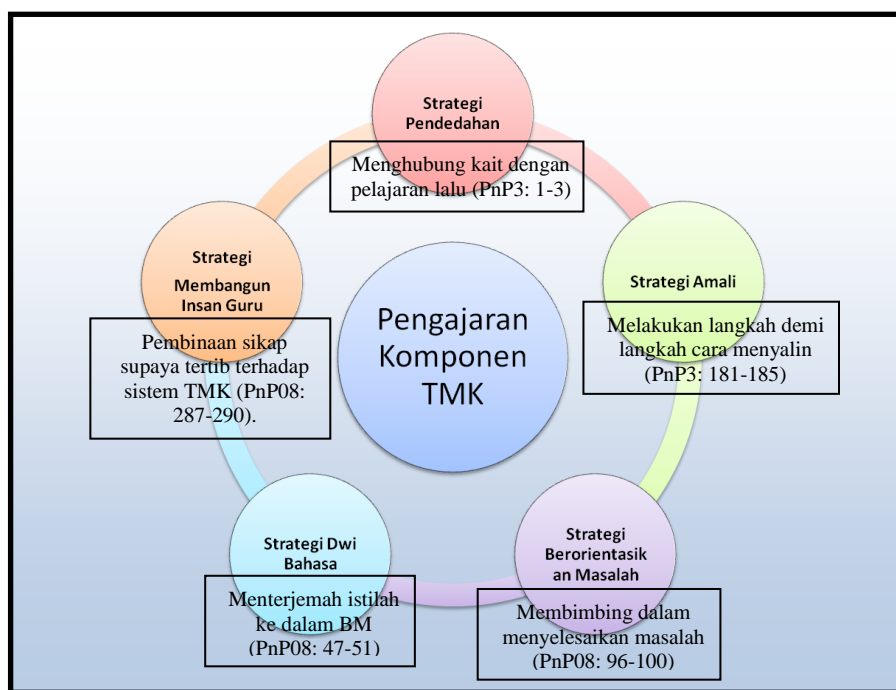 Strategi
Pendedahan
Menghubung kait dengan
pelajaran lalu (PnP3: 1-3)
Strategi Amali
Melakukan langkah demi
langkah cara menyalin
(PnP3: 181-185)
Strategi
Berorientasik
an Masalah
Membimbing dalam
menyelesaikan masalah
(PnP08: 96-100)
Strategi Dwi
Bahasa
Menterjemah istilah
ke dalam BM
(PnP08: 47-51)
Strategi
Membangun
Insan Guru
Pembinaan sikap
supaya tertib terhadap
sistem TMK (PnP08:
287-290).
Pengajaran
Komponen
TMK